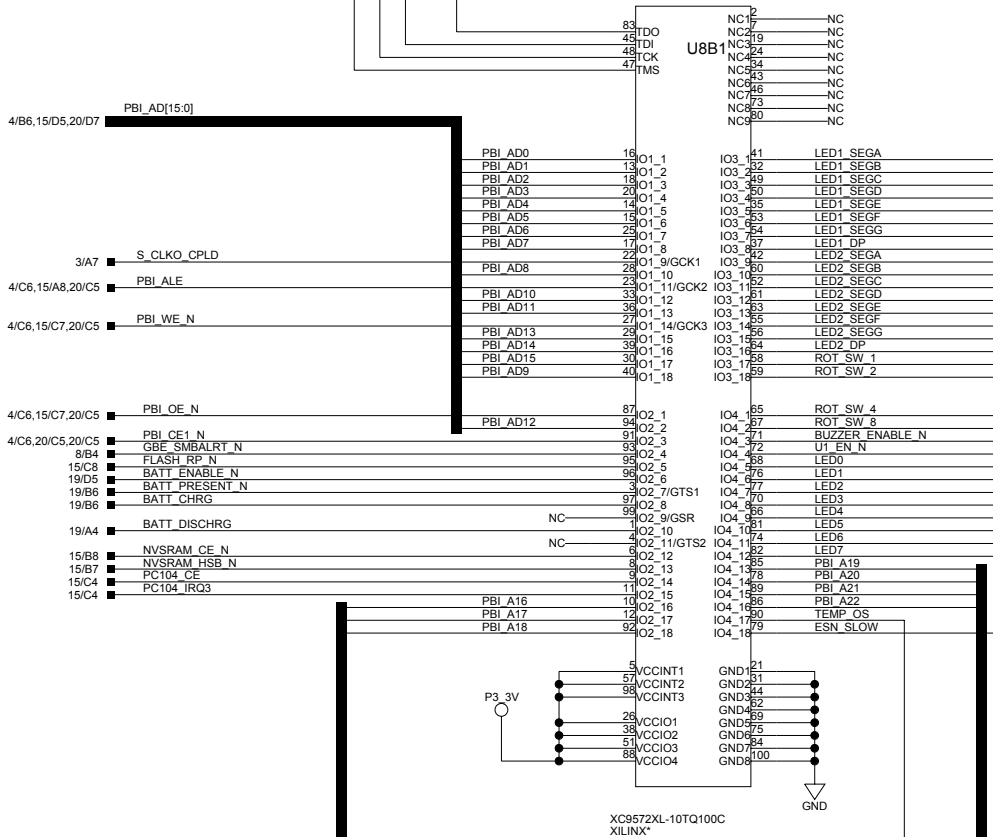 83 TDO NC1 2 NC
U8B1
45 TDI NC2 7 NC
48 TCK NC3 19 NC
47 TMS NC4 24 NC
NC5 34 NC
NC6 43 NC
NC7 46 NC
NC8 73 NC
NC9 80 NC
PBI_AD[15:0]
4/B6,15/D5,20/D7
PBI_AD0 16 IO1_1 IO3_1 41 LED1_SEGA
PBI_AD1 13 IO1_2 IO3_2 32 LED1_SEGB
PBI_AD2 18 IO1_3 IO3_3 49 LED1_SEGC
PBI_AD3 20 IO1_4 IO3_4 50 LED1_SEGD
PBI_AD4 14 IO1_5 IO3_5 35 LED1_SEGE
PBI_AD5 15 IO1_6 IO3_6 53 LED1_SEGF
PBI_AD6 25 IO1_7 IO3_7 54 LED1_SEGG
PBI_AD7 17 IO1_8 IO3_8 37 LED1_DP
3/A7 S_CLKO_CPLD 22 IO1_9/GCK1 IO3_9 42 LED2_SEGA
PBI_AD8 28 IO1_10 IO3_10 60 LED2_SEGB
4/C6,15/A8,20/C5 PBI_ALE 23 IO1_11/GCK2 IO3_11 52 LED2_SEGC
PBI_AD10 33 IO1_12 IO3_12 61 LED2_SEGD
PBI_AD11 36 IO1_13 IO3_13 63 LED2_SEGE
4/C6,15/C7,20/C5 PBI_WE_N 27 IO1_14/GCK3 IO3_14 55 LED2_SEGF
PBI_AD13 29 IO1_15 IO3_15 56 LED2_SEGG
PBI_AD14 39 IO1_16 IO3_16 64 LED2_DP
PBI_AD15 30 IO1_17 IO3_17 58 ROT_SW_1
PBI_AD9 40 IO1_18 IO3_18 59 ROT_SW_2
4/C6,15/C7,20/C5 PBI_OE_N 87 IO2_1 IO4_1 65 ROT_SW_4
PBI_AD12 94 IO2_2 IO4_2 67 ROT_SW_8
4/C6,20/C5,20/C5 PBI_CE1_N 91 IO2_3 IO4_3 71 BUZZER_ENABLE_N
8/B4 GBE_SMBALRT_N 93 IO2_4 IO4_4 72 U1_EN_N
15/C8 FLASH_RP_N 95 IO2_5 IO4_5 68 LED0
19/D5 BATT_ENABLE_N 96 IO2_6 IO4_6 76 LED1
19/B6 BATT_PRESENT_N 3 IO2_7/GTS1 IO4_7 77 LED2
19/B6 BATT_CHRG 97 IO2_8 IO4_8 70 LED3
NC 99 IO2_9/GSR IO4_9 66 LED4
19/A4 BATT_DISCHRG 1 IO2_10 IO4_10 81 LED5
NC 4 IO2_11/GTS2 IO4_11 74 LED6
15/B8 NVSRAM_CE_N 6 IO2_12 IO4_12 82 LED7
15/B7 NVSRAM_HSB_N 8 IO2_13 IO4_13 85 PBI_A19
15/C4 PC104_CE 9 IO2_14 IO4_14 78 PBI_A20
15/C4 PC104_IRQ3 11 IO2_15 IO4_15 89 PBI_A21
PBI_A16 10 IO2_16 IO4_16 86 PBI_A22
PBI_A17 12 IO2_17 IO4_17 90 TEMP_OS
PBI_A18 92 IO2_18 IO4_18 79 ESN_SLOW
5 VCCINT1 GND1 21
57 VCCINT2 GND2 31
98 VCCINT3 GND3 44
P3_3V
GND4 62
26 VCCIO1 GND5 69
38 VCCIO2 GND6 75
51 VCCIO3 GND7 84
88 VCCIO4 GND8 100
GND
XC9572XL-10TQ100C
XILINX*